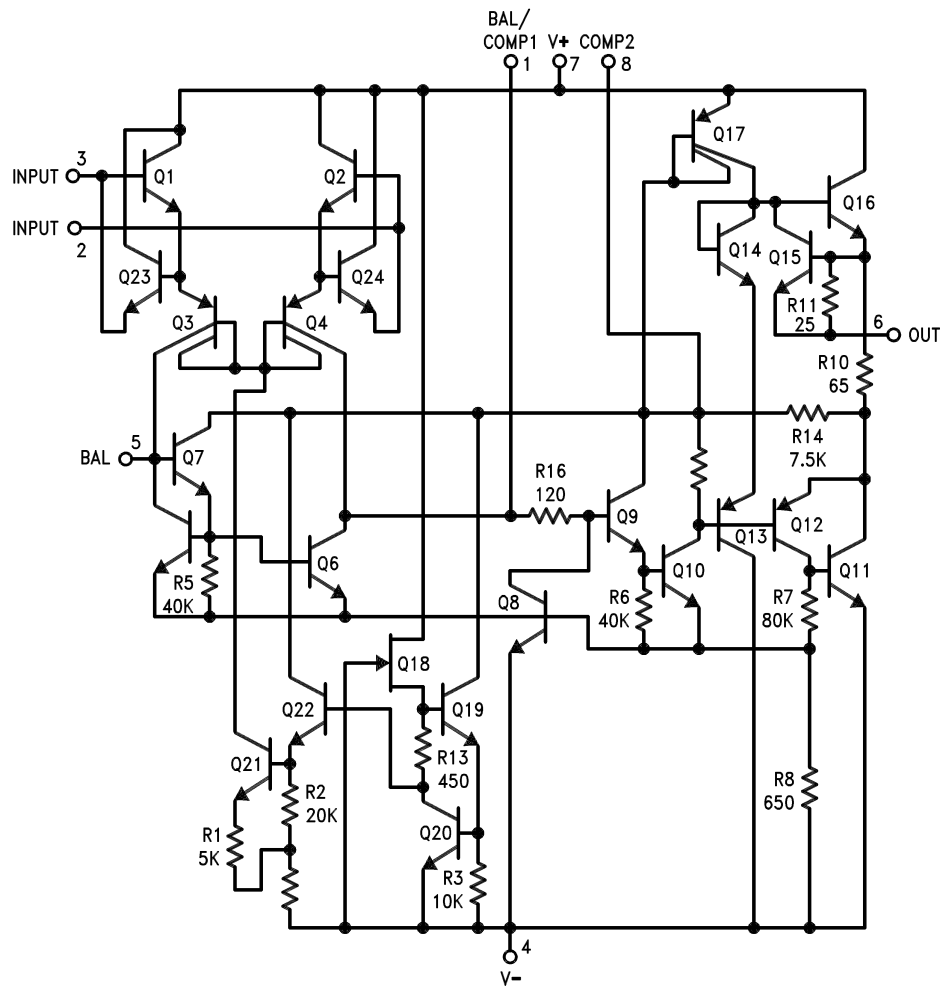 BAL/
COMP1 V+ COMP2
1 7 8
Q17
3
INPUT
Q1
Q2
Q16
INPUT
2
Q14
Q15
Q23
Q24
R11
25
Q3
Q4
6
OUT
R10
65
R14
7.5K
BAL
5
Q7
R16
120
Q9
Q13
Q12
Q6
Q10
Q11
R5
40K
Q8
R6
40K
R7
80K
Q18
Q22
Q19
Q21
R13
450
R2
20K
R8
650
R1
5K
Q20
R3
10K
4
V-